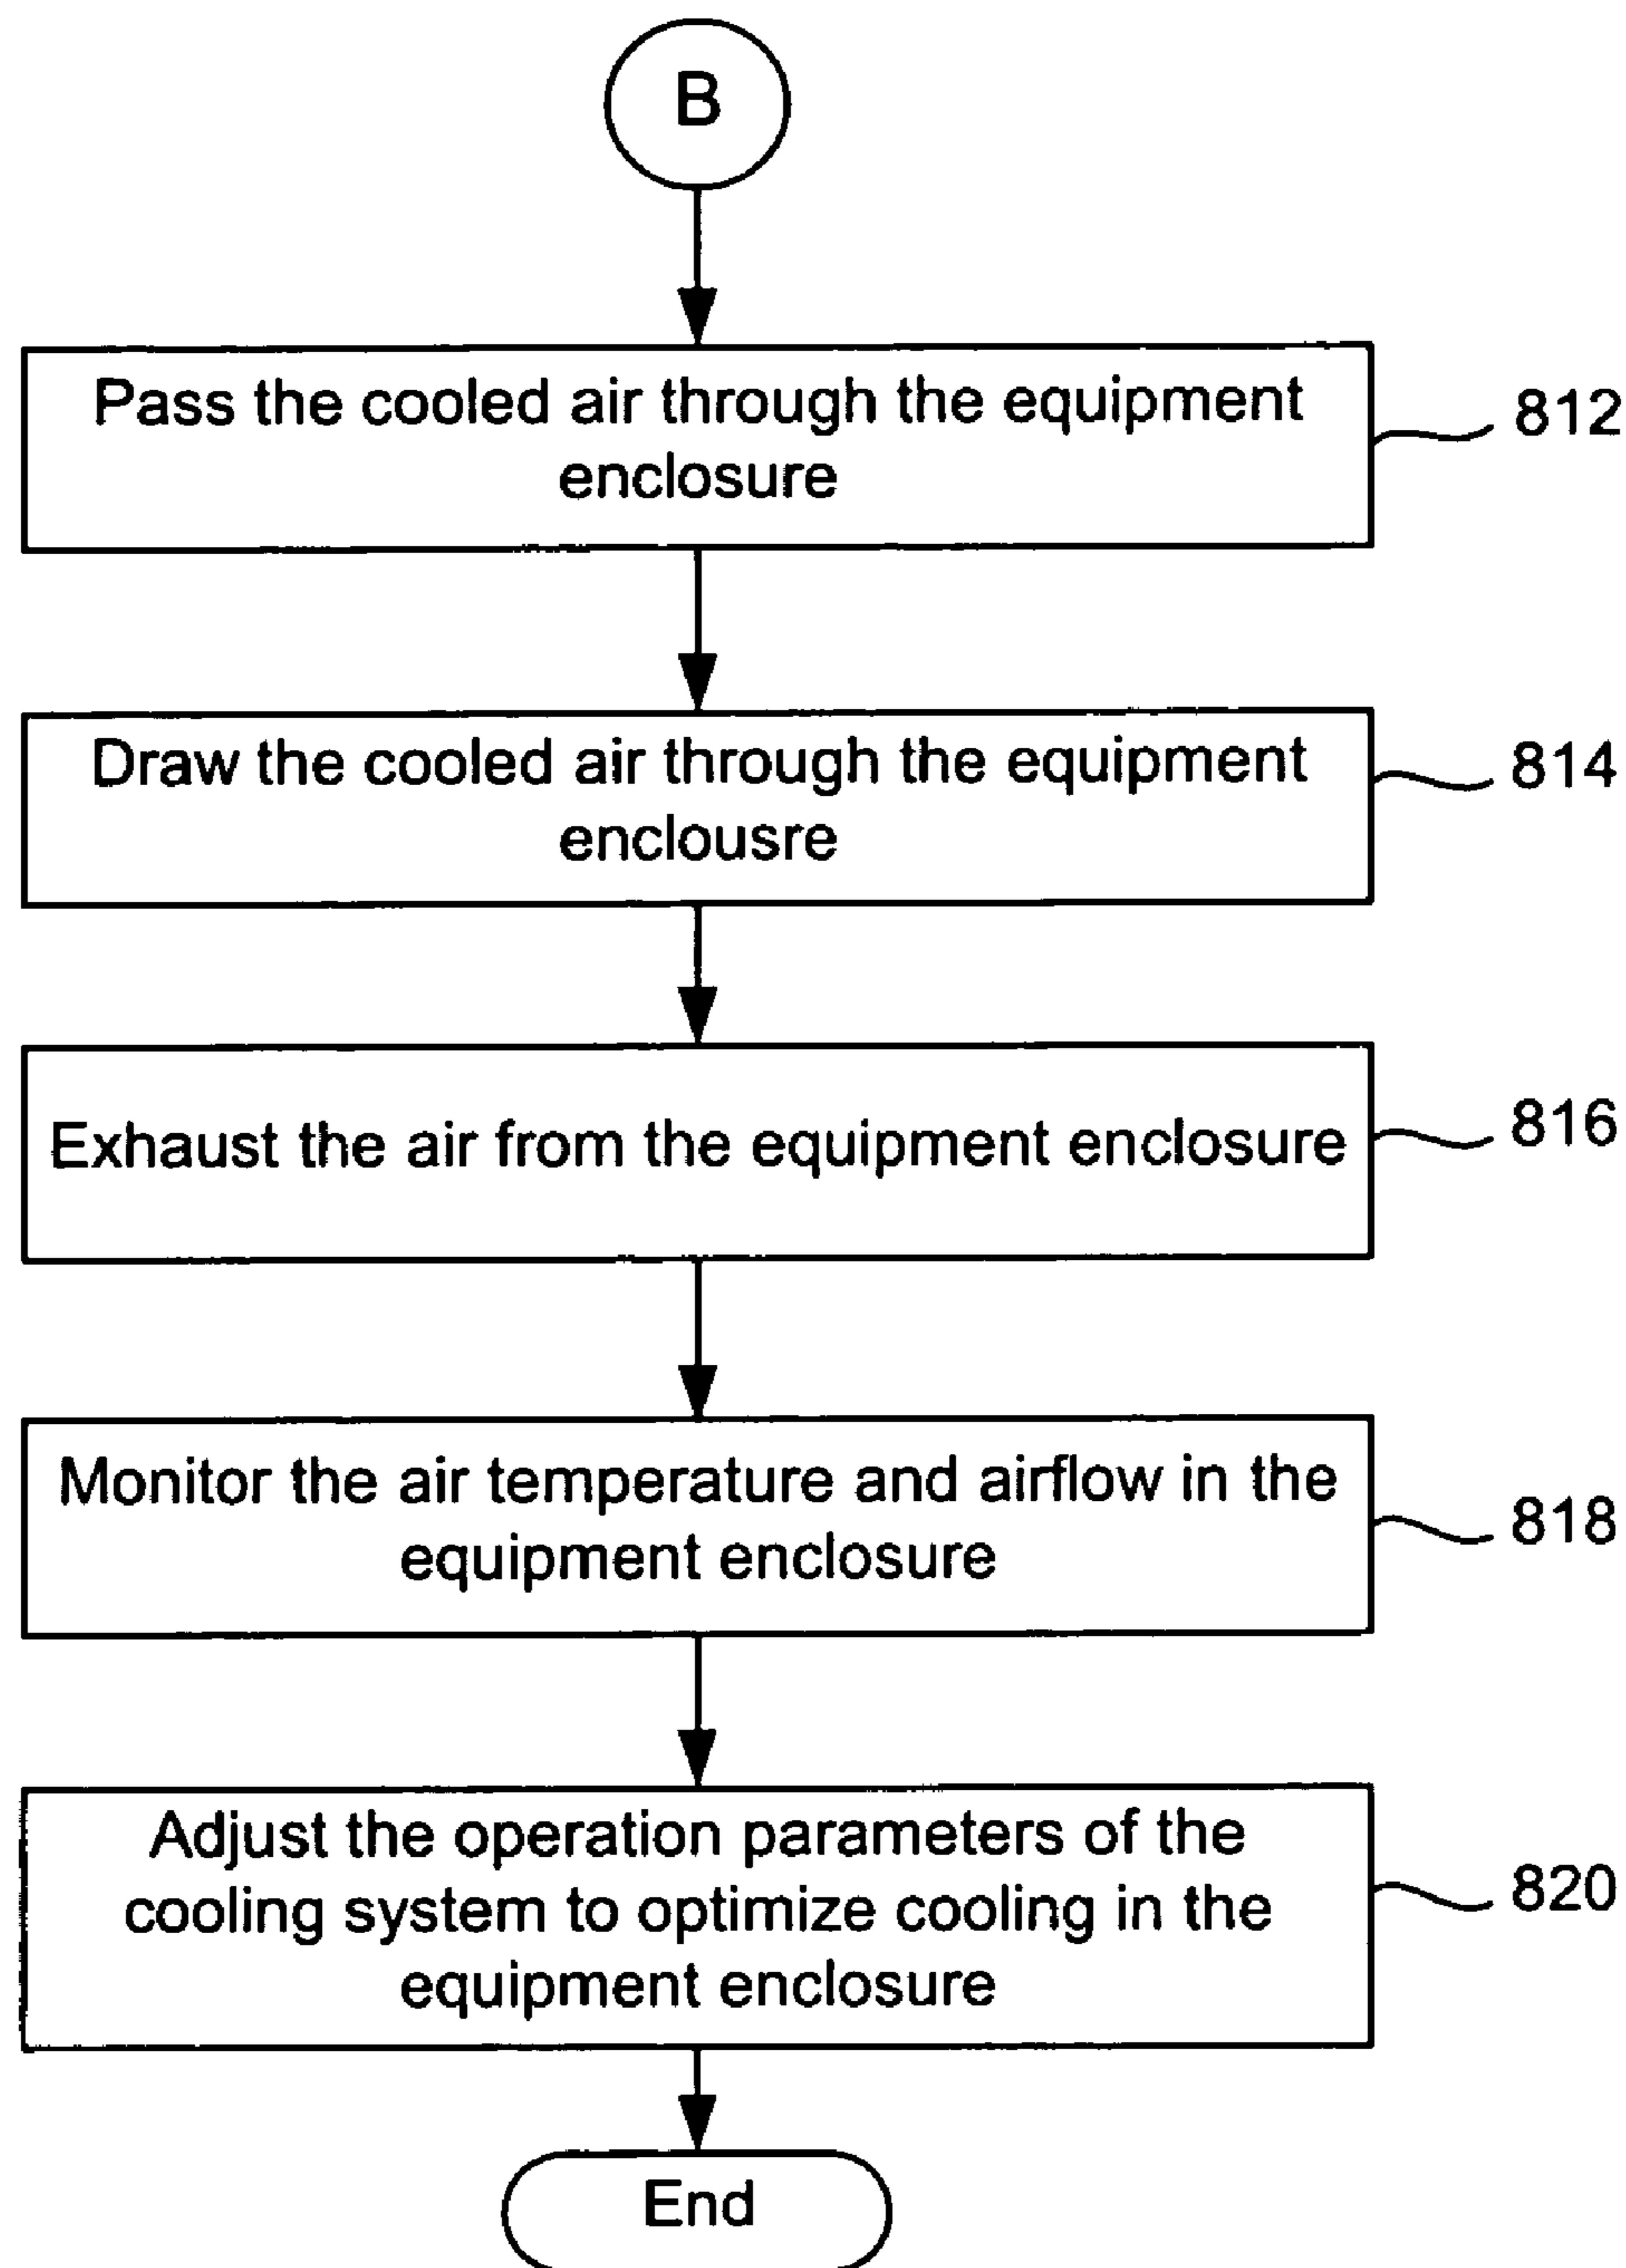 B
Pass the cooled air through the equipment
enclosure
812
Draw the cooled air through the equipment
enclousre
814
Exhaust the air from the equipment enclosure
816
Monitor the air temperature and airflow in the
equipment enclosure
818
Adjust the operation parameters of the
cooling system to optimize cooling in the
equipment enclosure
820
End